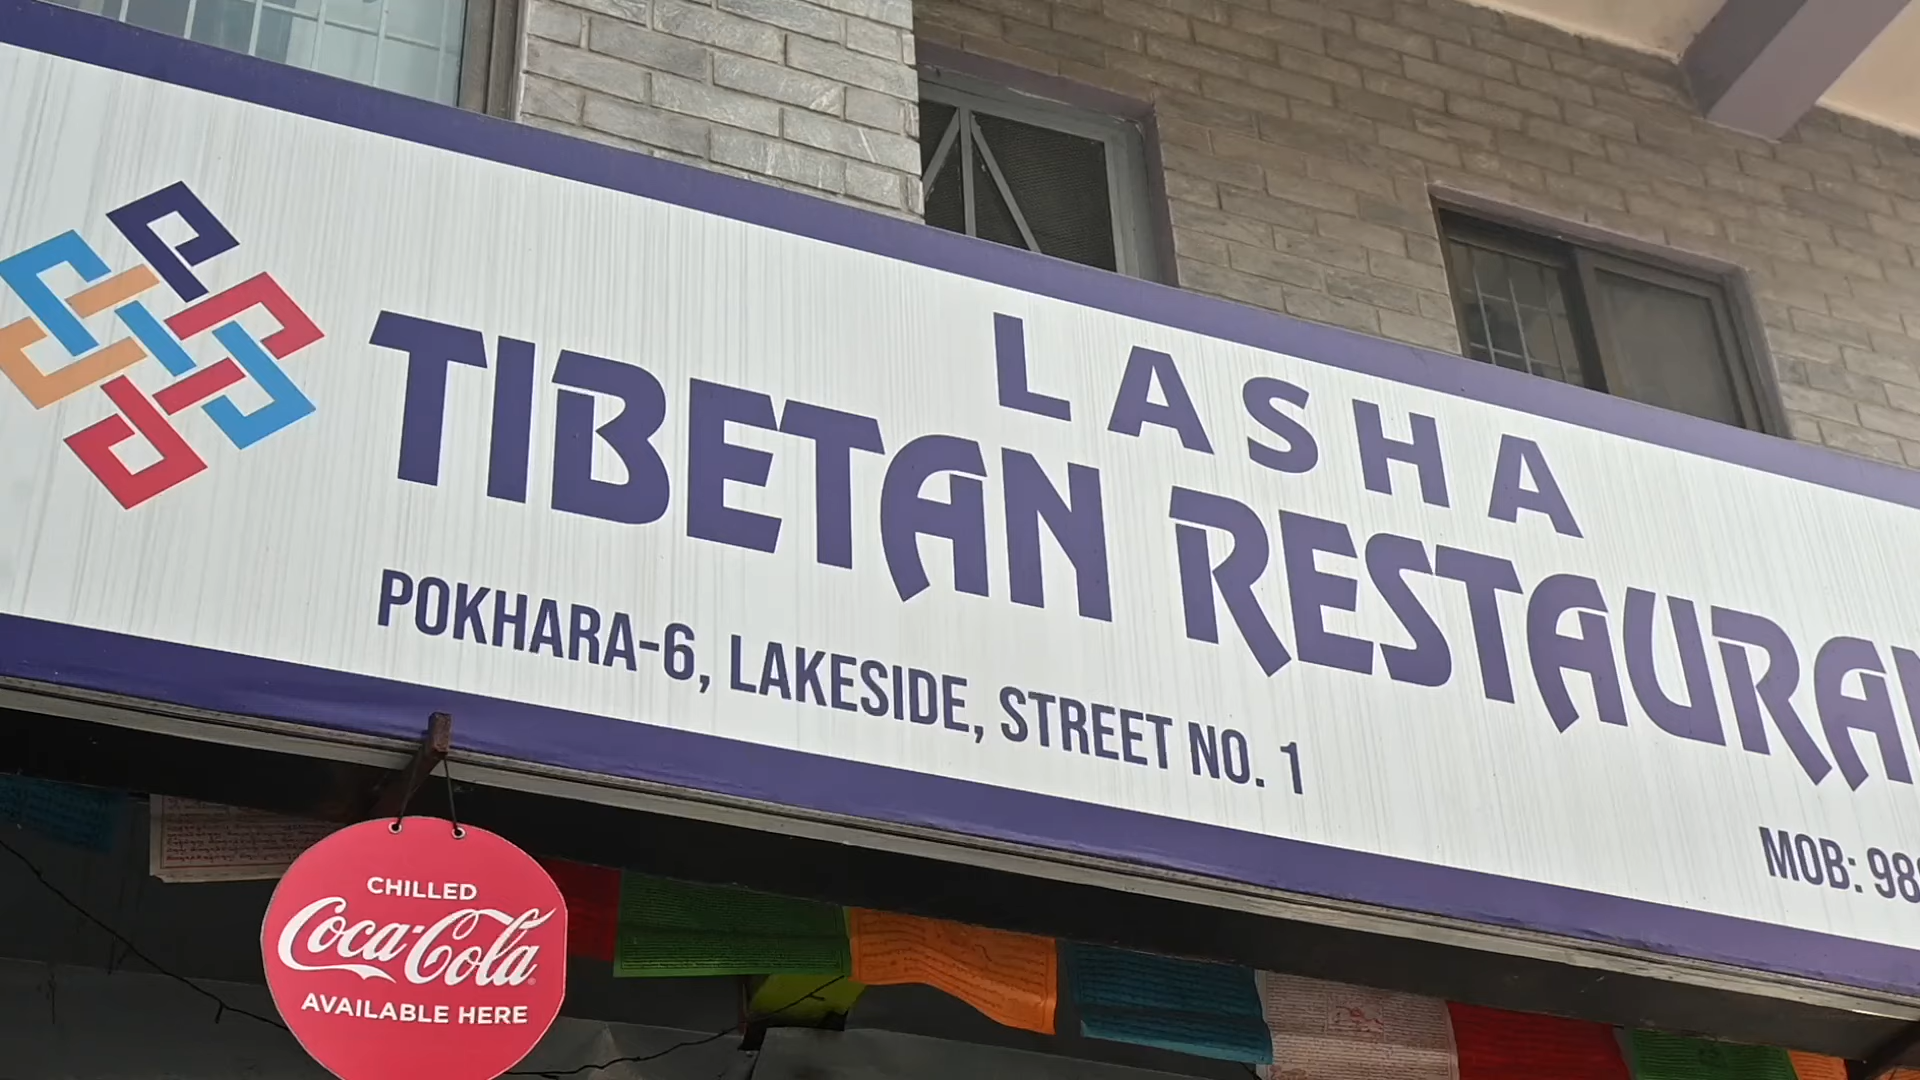 LASHA
TIBETAN RESTAURAN
POKHARA-6, LAKESIDE, STREET NO. 1
MOB: 98
CHILLED
Coca-Cola
AVAILABLE HERE